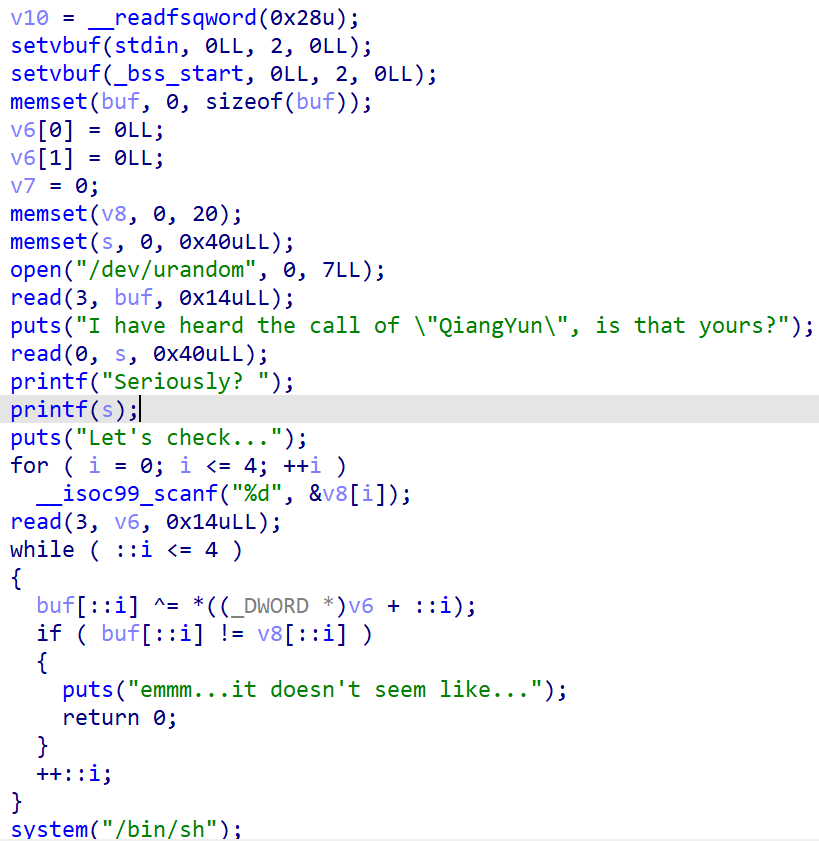 v10 = __readfsqword(0x28u);
setvbuf(stdin, 0LL, 2, 0LL);
setvbuf(_bss_start, 0LL, 2, 0LL);
memset(buf, 0, sizeof(buf));
v6[0] = 0LL;
v6[1] = 0LL;
v7 = 0;
memset(v8, 0, 20);
memset(s, 0, 0x40uLL);
open("/dev/urandom", 0, 7LL);
read(3, buf, 0x14uLL);
puts("I have heard the call of \"QiangYun\", is that yours?");
read(0, s, 0x40uLL);
printf("Seriously? ");
printf(s);
puts("Let's check...");
for ( i = 0; i <= 4; ++i )
  __isoc99_scanf("%d", &v8[i]);
read(3, v6, 0x14uLL);
while ( ::i <= 4 )
{
  buf[::i] ^= *((_DWORD *)v6 + ::i);
  if ( buf[::i] != v8[::i] )
  {
    puts("emmm...it doesn't seem like...");
    return 0;
  }
  ++::i;
}
system("/bin/sh");